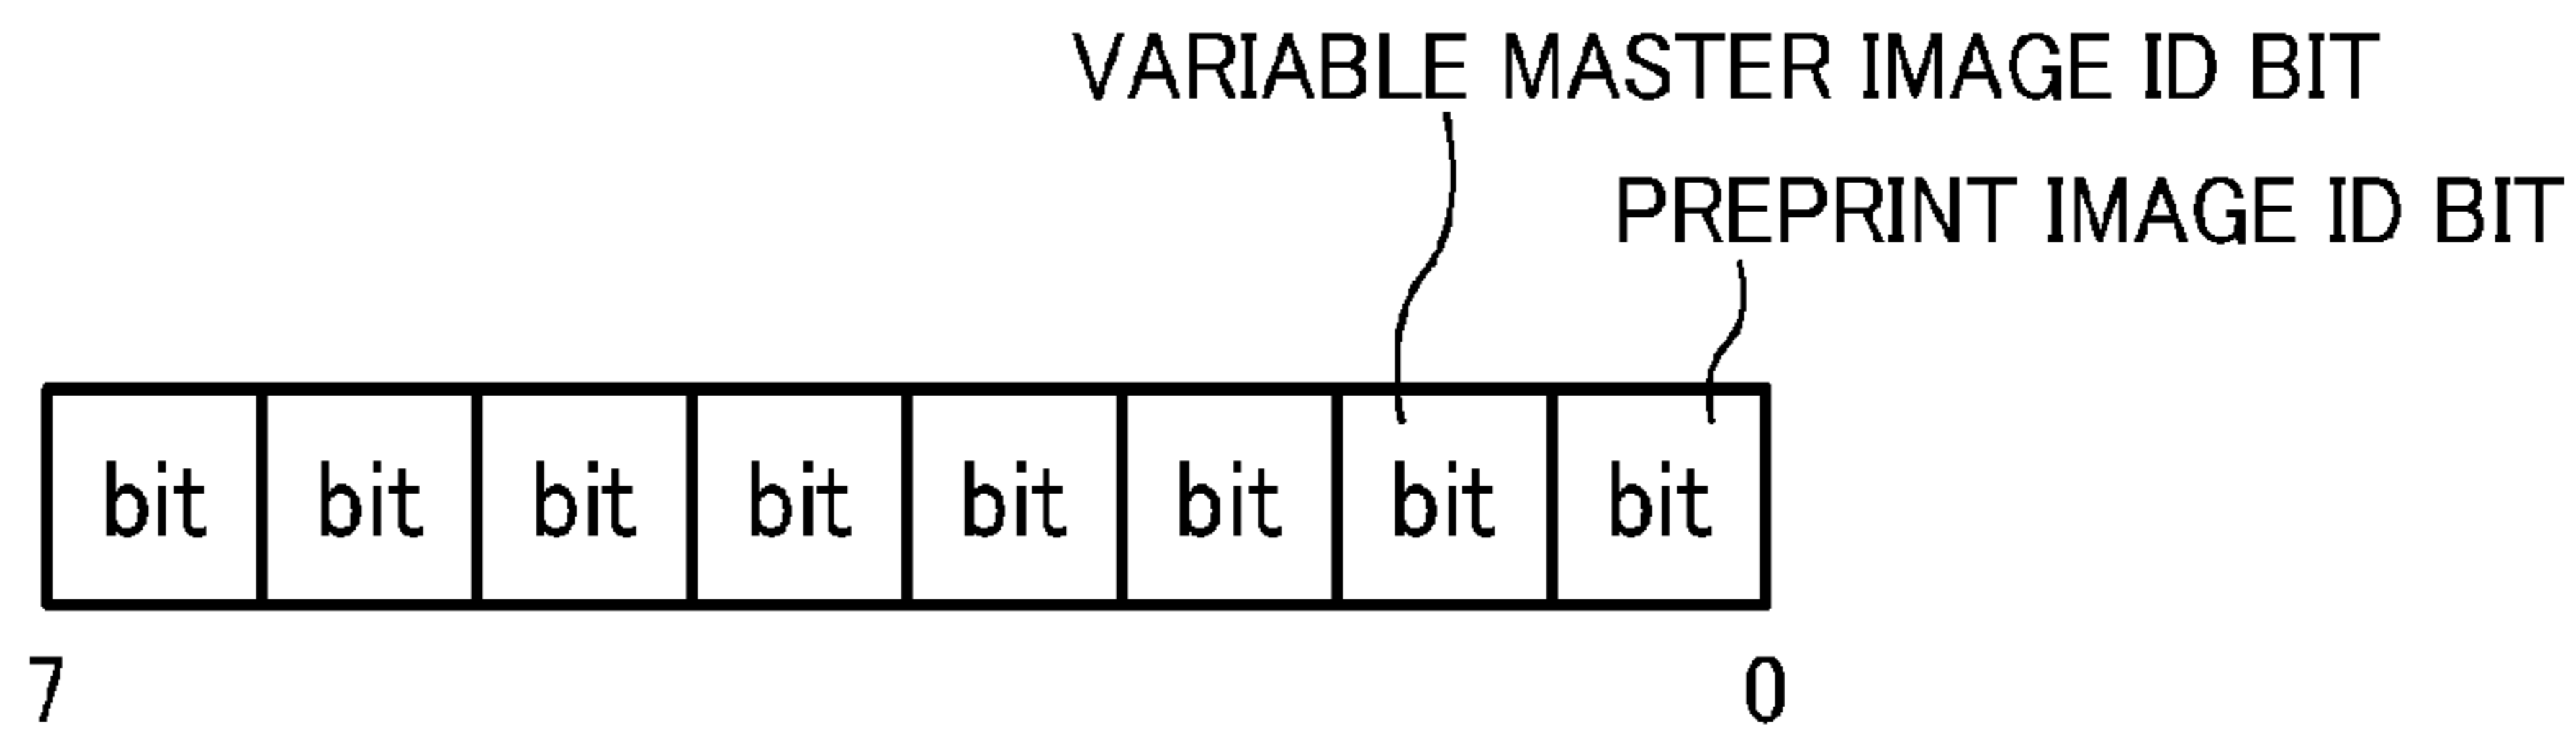 VARIABLE MASTER IMAGE ID BIT
PREPRINT IMAGE ID BIT
bit bit bit bit bit bit bit bit
7 0